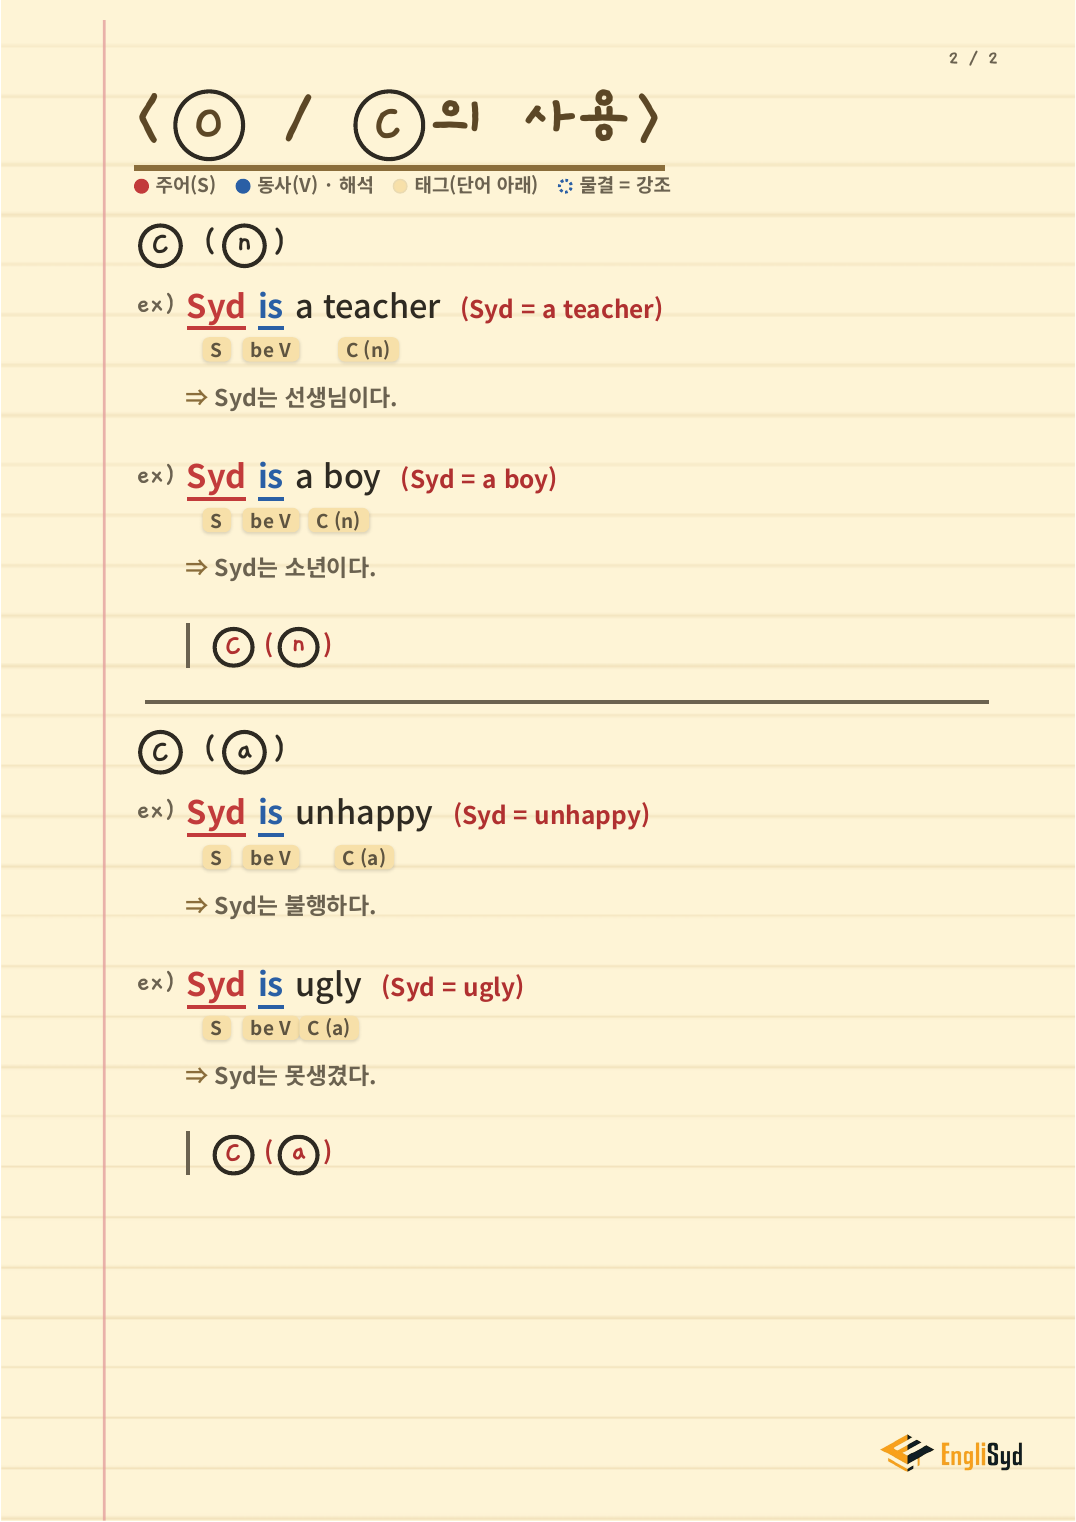 2 / 2
< O / C의 사용>
주어(S) 동사(V) · 해석 태그(단어 아래) 물결 = 강조
C (n)
ex) Syd is a teacher (Syd = a teacher)
S be V C (n)
⇒ Syd는 선생님이다.
ex) Syd is a boy (Syd = a boy)
S be V C (n)
⇒ Syd는 소년이다.
C (n)
C (a)
ex) Syd is unhappy (Syd = unhappy)
S be V C (a)
⇒ Syd는 불행하다.
ex) Syd is ugly (Syd = ugly)
S be V C (a)
⇒ Syd는 못생겼다.
C (a)
EngliSyd